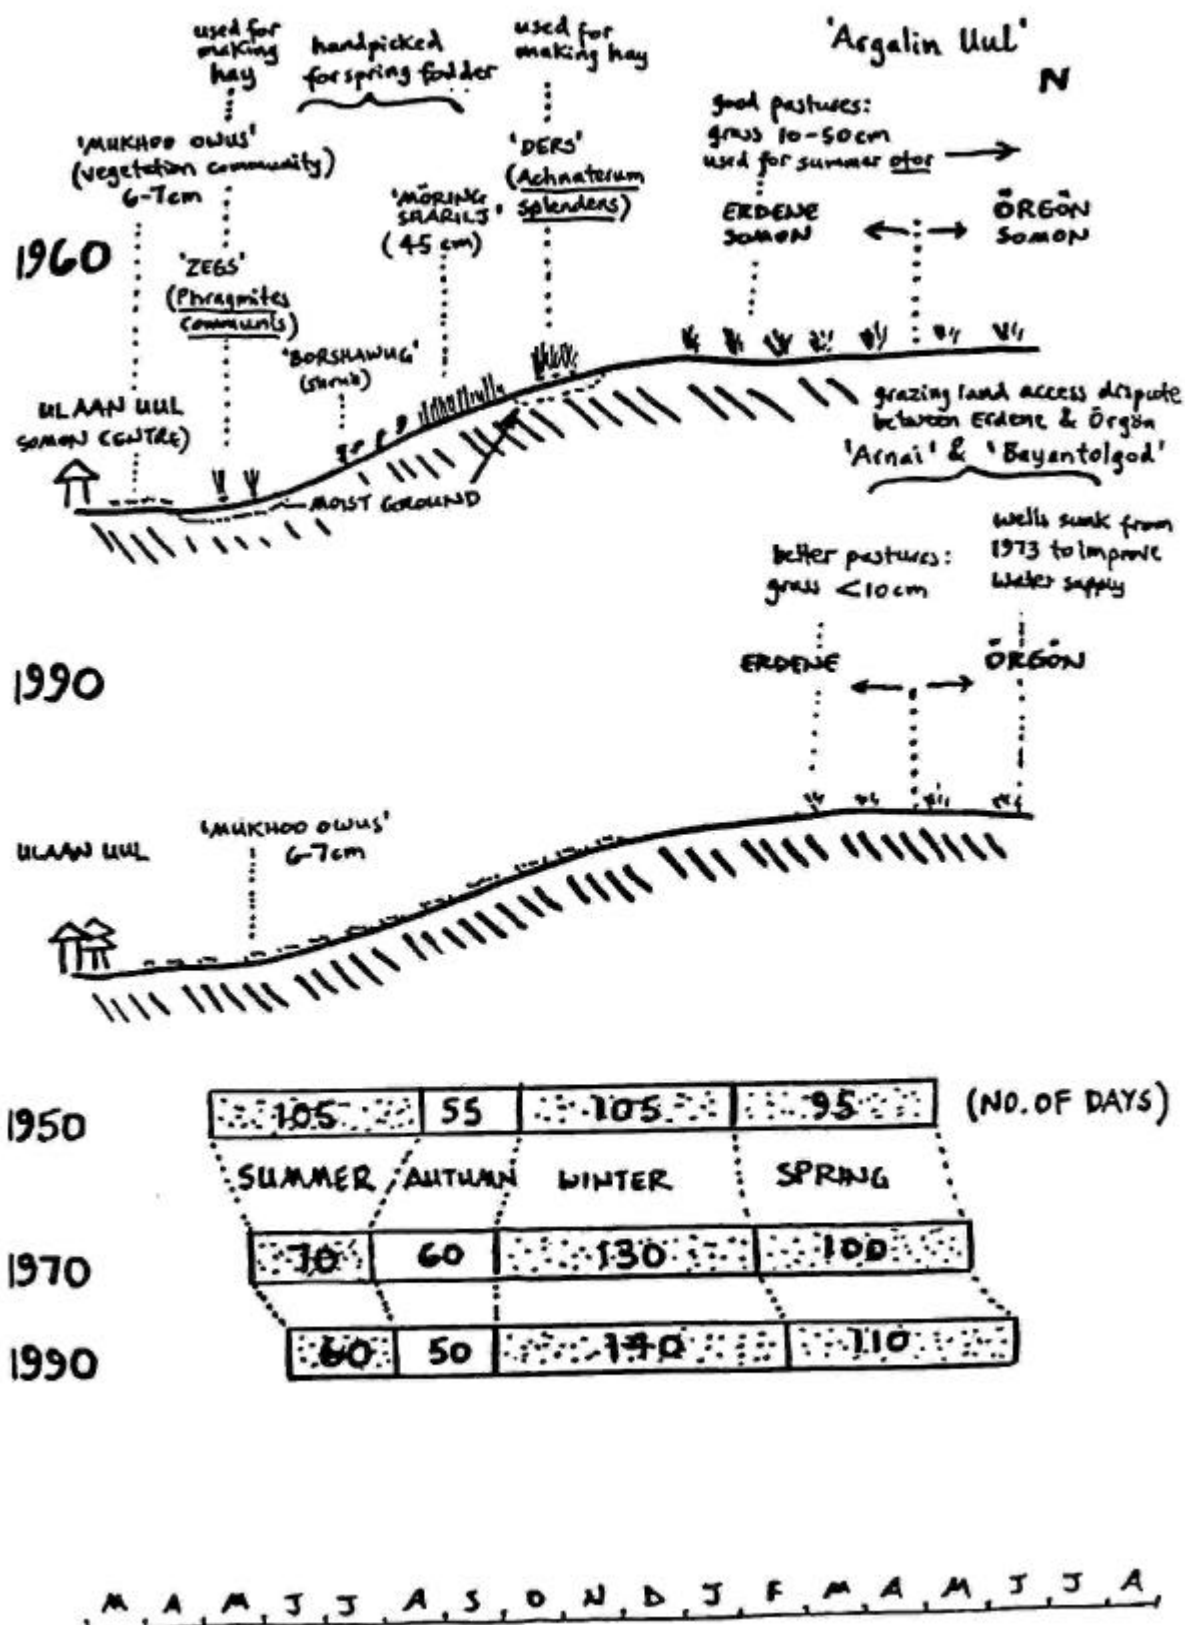 'Argalin Uul'
N
used for
making
hay
handpicked
for spring fodder
used for
making hay
good pastures:
grass 10-50cm
used for summer otor
'MUKHOO OWUS'
(vegetation community)
6-7cm
'DERS'
(Achnaterum
splendens)
'MÖRING
SHARILJ'
(45 cm)
ERDENE
SOMON
ÖRGÖN
SOMON
1960
'ZEGS'
(Phragmites
communis)
'BORSHAWUG'
(shrub)
ULAAN UUL
SOMON CENTRE)
MOIST GROUND
grazing land access dispute
between Erdene & Örgön
'Arnai' & 'Bayantolgod'
better pastures:
grass <10cm
wells sunk from
1973 to improve
water supply
1990
ERDENE
ÖRGÖN
ULAAN UUL
'MUKHOO OWUS'
6-7cm
1950
105 55 105 95
(NO. OF DAYS)
SUMMER AUTUMN WINTER SPRING
1970
70 60 130 100
1990
60 50 140 110
M A M J J A S O N D J F M A M J J A